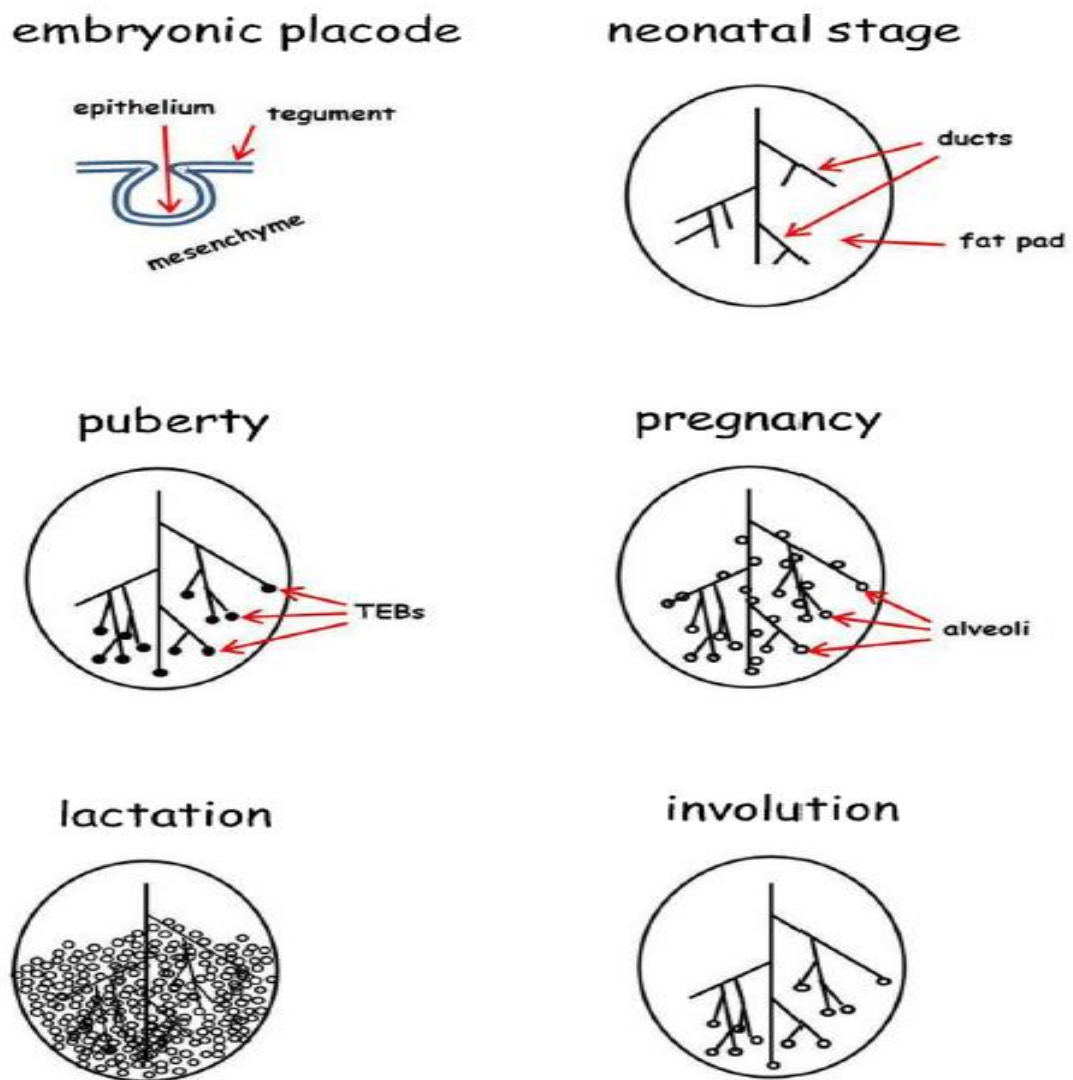 embryonic placode
epithelium
tegument
mesenchyme
neonatal stage
ducts
fat pad
puberty
TEBs
pregnancy
alveoli
lactation
involution